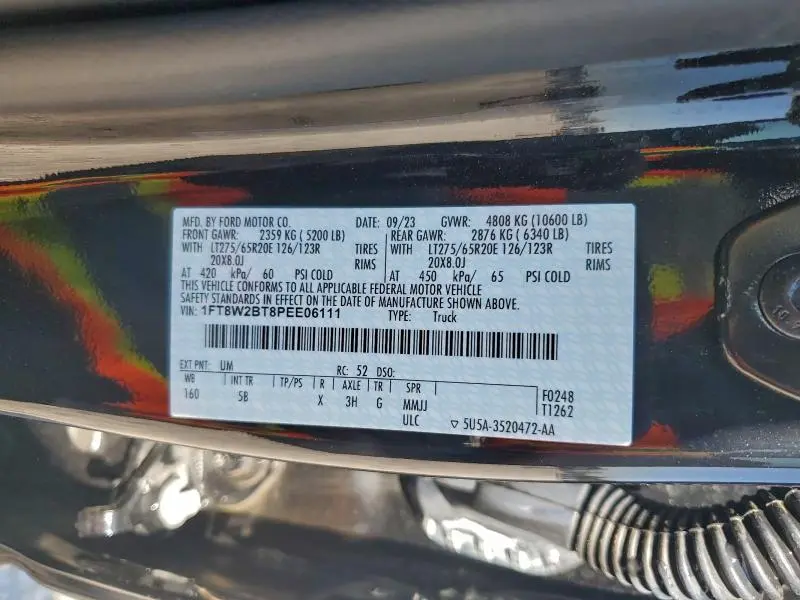 MFD. BY FORD MOTOR CO. DATE: 09/23 GVWR: 4808 KG (10600 LB)
FRONT GAWR: 2359 KG ( 5200 LB) REAR GAWR: 2876 KG ( 6340 LB)
WITH LT275/65R20E 126/123R TIRES WITH LT275/65R20E 126/123R TIRES
20X8.0J RIMS 20X8.0J RIMS
AT 420 kPa/ 60 PSI COLD AT 450 kPa/ 65 PSI COLD
THIS VEHICLE CONFORMS TO ALL APPLICABLE FEDERAL MOTOR VEHICLE
SAFETY STANDARDS IN EFFECT ON THE DATE OF MANUFACTURE SHOWN ABOVE.
VIN: 1FT8W2BT8PEE06111 TYPE: Truck
EXT PNT: UM RC: 52 DSO:
WB INT TR TP/PS R AXLE TR SPR F0248
160 5B X 3H G MMJJ T1262
ULC 5U5A-3520472-AA